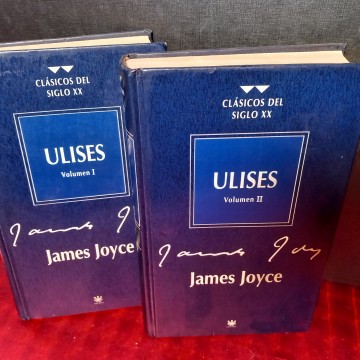 CLÁSICOS DEL
SIGLO XX
ULISES
Volumen I
James Joyce
CLÁSICOS DEL
SIGLO XX
ULISES
Volumen II
James Joyce